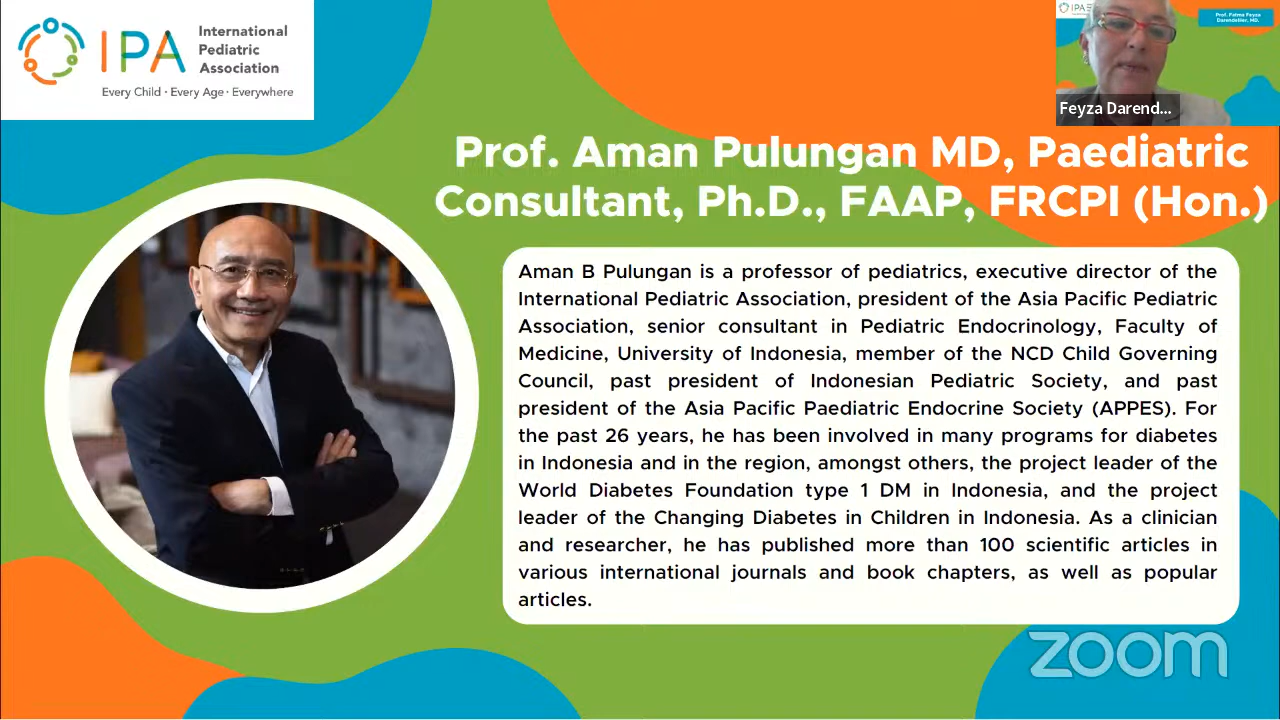 IPA
International
Pediatric
Association
Every Child · Every Age · Everywhere
IPA
Prof. Fatma Feyza
Darendeliler, MD.
Feyza Darend...
Prof. Aman Pulungan MD, Paediatric
Consultant, Ph.D., FAAP, FRCPI (Hon.)
Aman B Pulungan is a professor of pediatrics, executive director of the
International Pediatric Association, president of the Asia Pacific Pediatric
Association, senior consultant in Pediatric Endocrinology, Faculty of
Medicine, University of Indonesia, member of the NCD Child Governing
Council, past president of Indonesian Pediatric Society, and past
president of the Asia Pacific Paediatric Endocrine Society (APPES). For
the past 26 years, he has been involved in many programs for diabetes
in Indonesia and in the region, amongst others, the project leader of the
World Diabetes Foundation type 1 DM in Indonesia, and the project
leader of the Changing Diabetes in Children in Indonesia. As a clinician
and researcher, he has published more than 100 scientific articles in
various international journals and book chapters, as well as popular
articles.
zoom